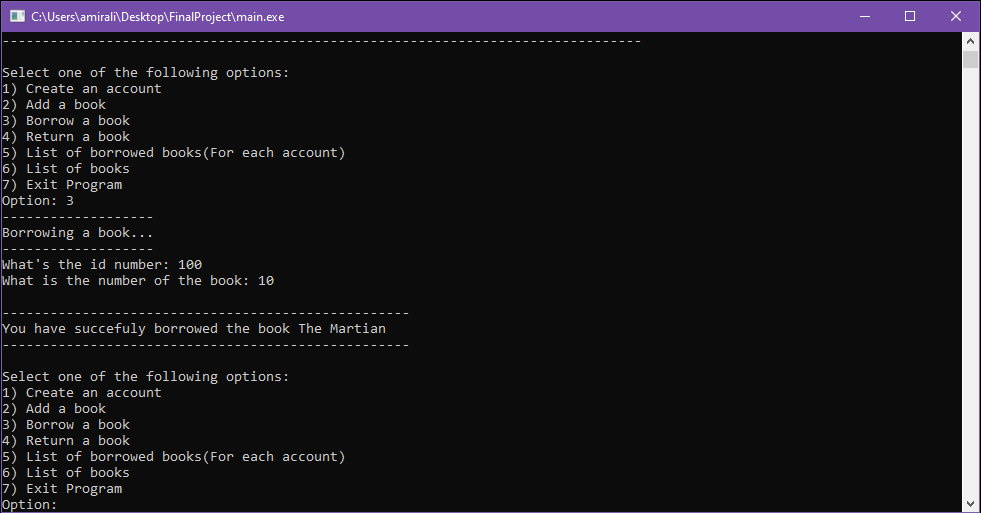 C:\Users\amirali\Desktop\FinalProject\main.exe
--------------------------------------------------------------------------------
Select one of the following options:
1) Create an account
2) Add a book
3) Borrow a book
4) Return a book
5) List of borrowed books(For each account)
6) List of books
7) Exit Program
Option: 3
-------------------
Borrowing a book...
-------------------
What's the id number: 100
What is the number of the book: 10
---------------------------------------------------
You have succefuly borrowed the book The Martian
---------------------------------------------------
Select one of the following options:
1) Create an account
2) Add a book
3) Borrow a book
4) Return a book
5) List of borrowed books(For each account)
6) List of books
7) Exit Program
Option: